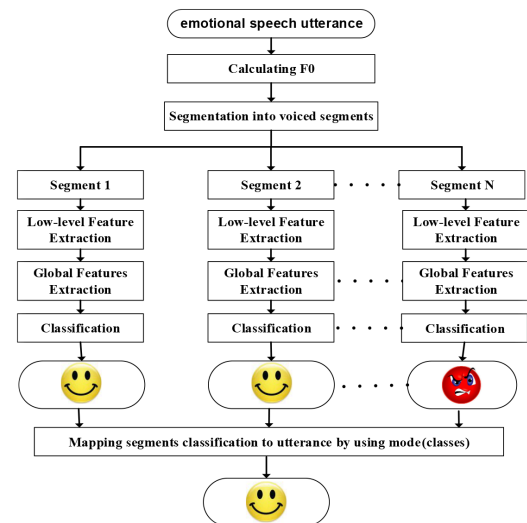 emotional speech utterance
Calculating F0
Segmentation into voiced segments
Segment 1
Segment 2
Segment N
Low-level Feature
Extraction
Low-level Feature
Extraction
Low-level Feature
Extraction
Global Features
Extraction
Global Features
Extraction
Global Features
Extraction
Classification
Classification
Classification
Mapping segments classification to utterance by using mode(classes)